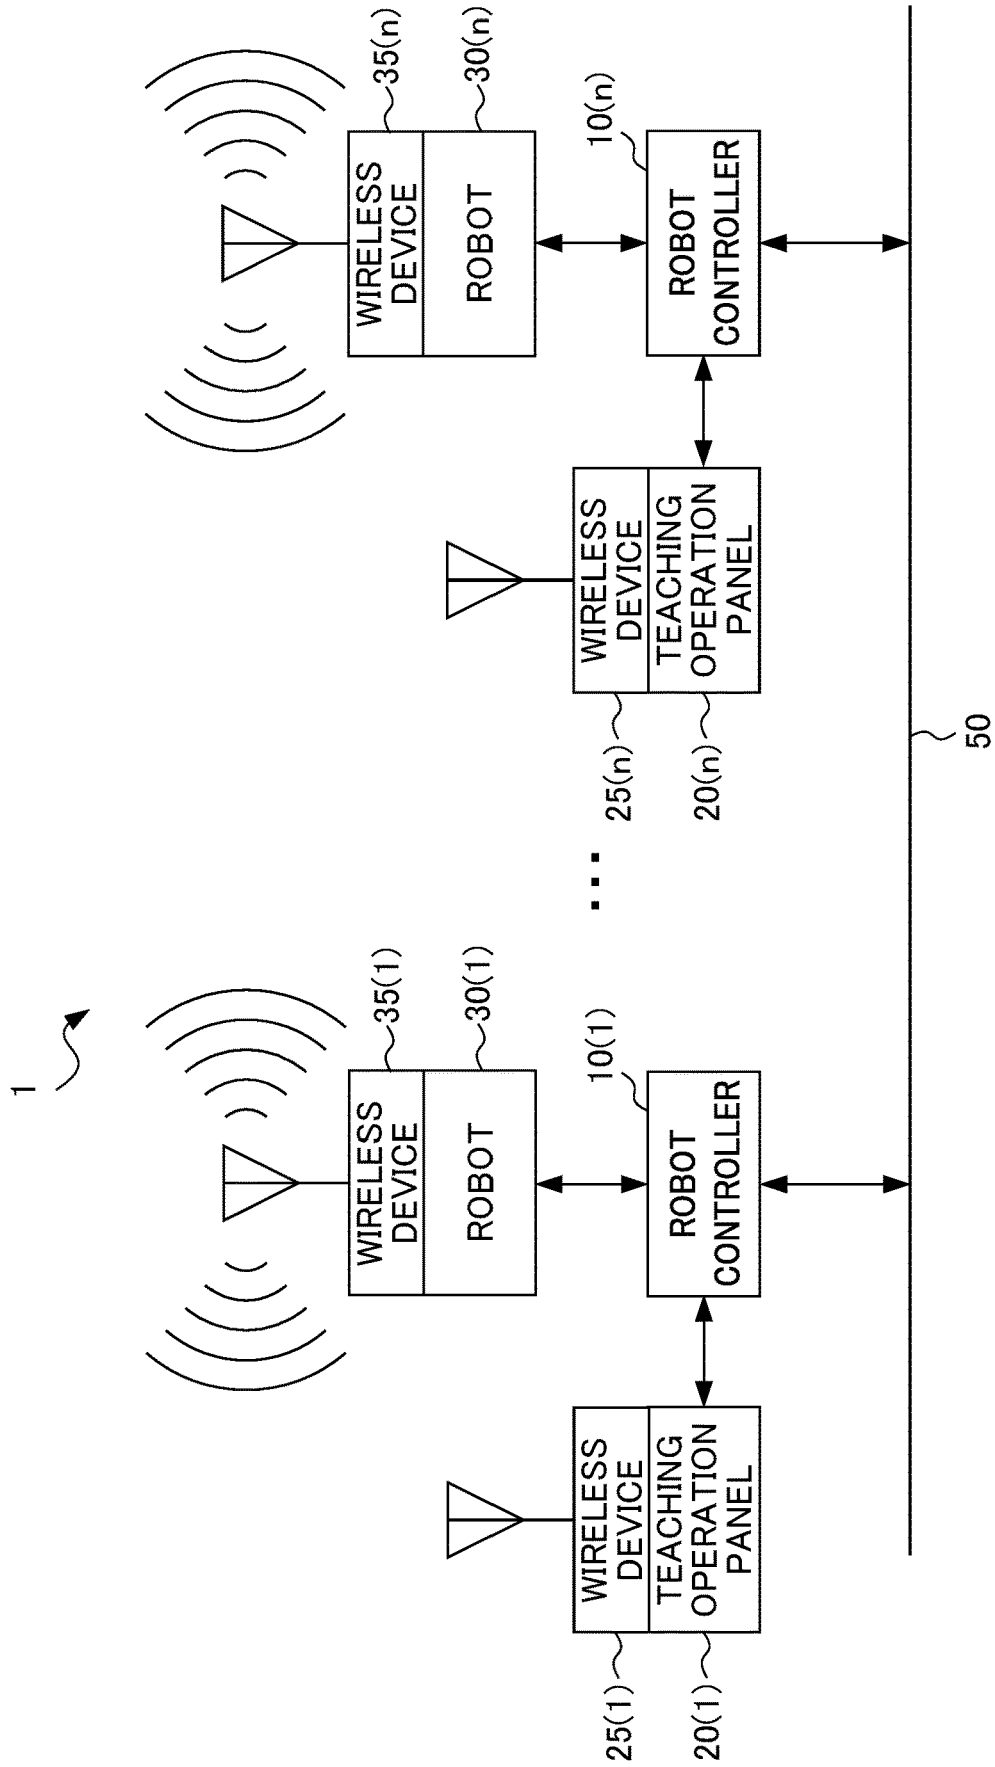 1
35(1)
WIRELESS
DEVICE
30(1)
ROBOT
25(1)
WIRELESS
DEVICE
20(1)
TEACHING
OPERATION
PANEL
10(1)
ROBOT
CONTROLLER
...
35(n)
WIRELESS
DEVICE
30(n)
ROBOT
25(n)
WIRELESS
DEVICE
20(n)
TEACHING
OPERATION
PANEL
10(n)
ROBOT
CONTROLLER
50